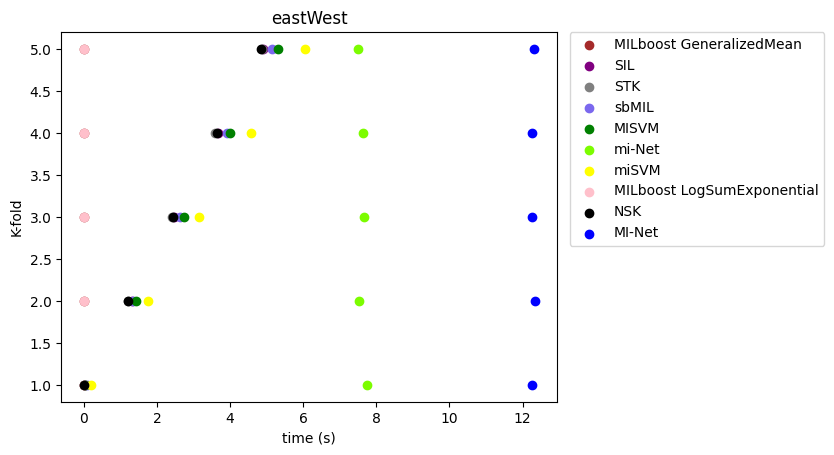 eastWest
5.0
4.5
4.0
3.5
3.0
2.5
2.0
1.5
1.0
K-fold
0
2
4
6
8
10
12
time (s)
MILboost GeneralizedMean
SIL
STK
sbMIL
MISVM
mi-Net
miSVM
MILboost LogSumExponential
NSK
MI-Net